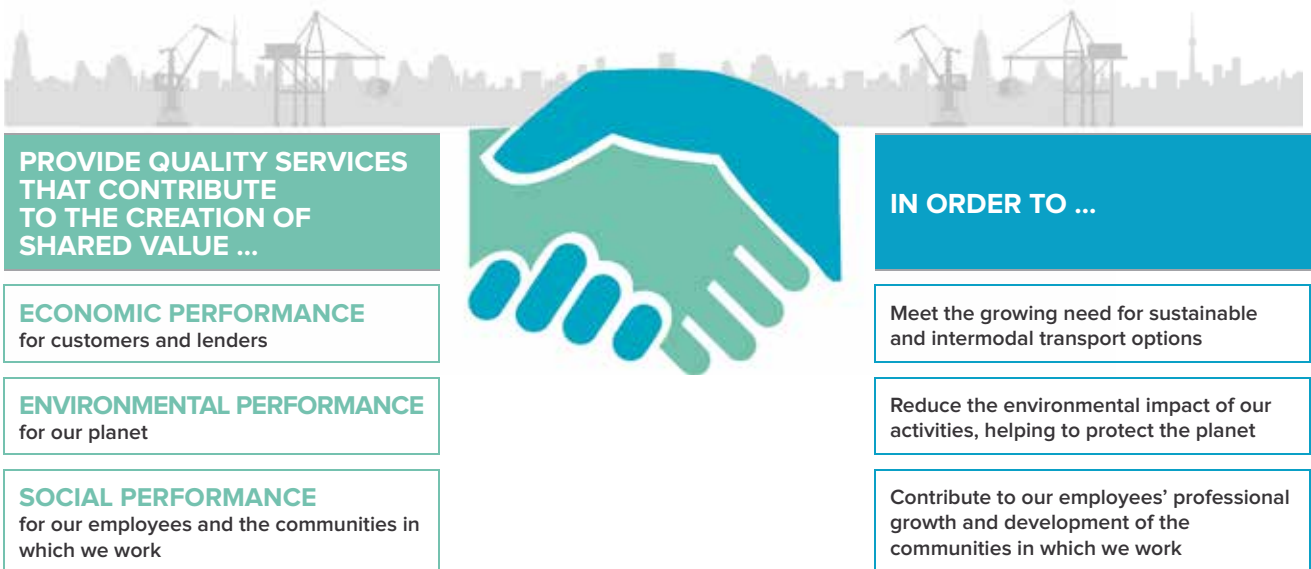 PROVIDE QUALITY SERVICES
THAT CONTRIBUTE
TO THE CREATION OF
SHARED VALUE ...
ECONOMIC PERFORMANCE
for customers and lenders
ENVIRONMENTAL PERFORMANCE
for our planet
SOCIAL PERFORMANCE
for our employees and the communities in
which we work
IN ORDER TO ...
Meet the growing need for sustainable
and intermodal transport options
Reduce the environmental impact of our
activities, helping to protect the planet
Contribute to our employees’ professional
growth and development of the
communities in which we work